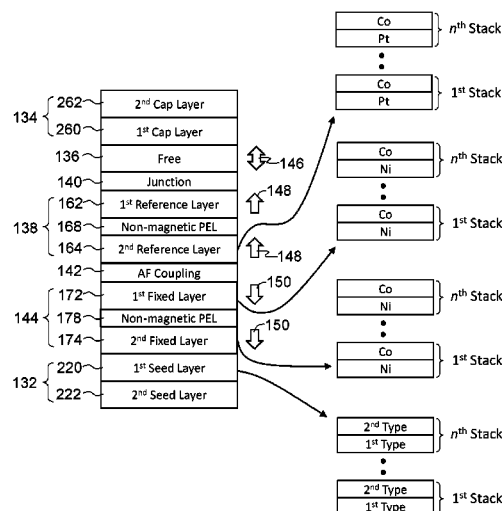 134
262
2nd Cap Layer
260
1st Cap Layer
136
Free
146
140
Junction
138
162
1st Reference Layer
148
168
Non-magnetic PEL
164
2nd Reference Layer
148
142
AF Coupling
144
172
1st Fixed Layer
150
178
Non-magnetic PEL
174
2nd Fixed Layer
150
132
220
1st Seed Layer
222
2nd Seed Layer
Co
Pt
nth Stack
Co
Pt
1st Stack
Co
Ni
nth Stack
Co
Ni
1st Stack
Co
Ni
nth Stack
Co
Ni
1st Stack
2nd Type
1st Type
nth Stack
2nd Type
1st Type
1st Stack